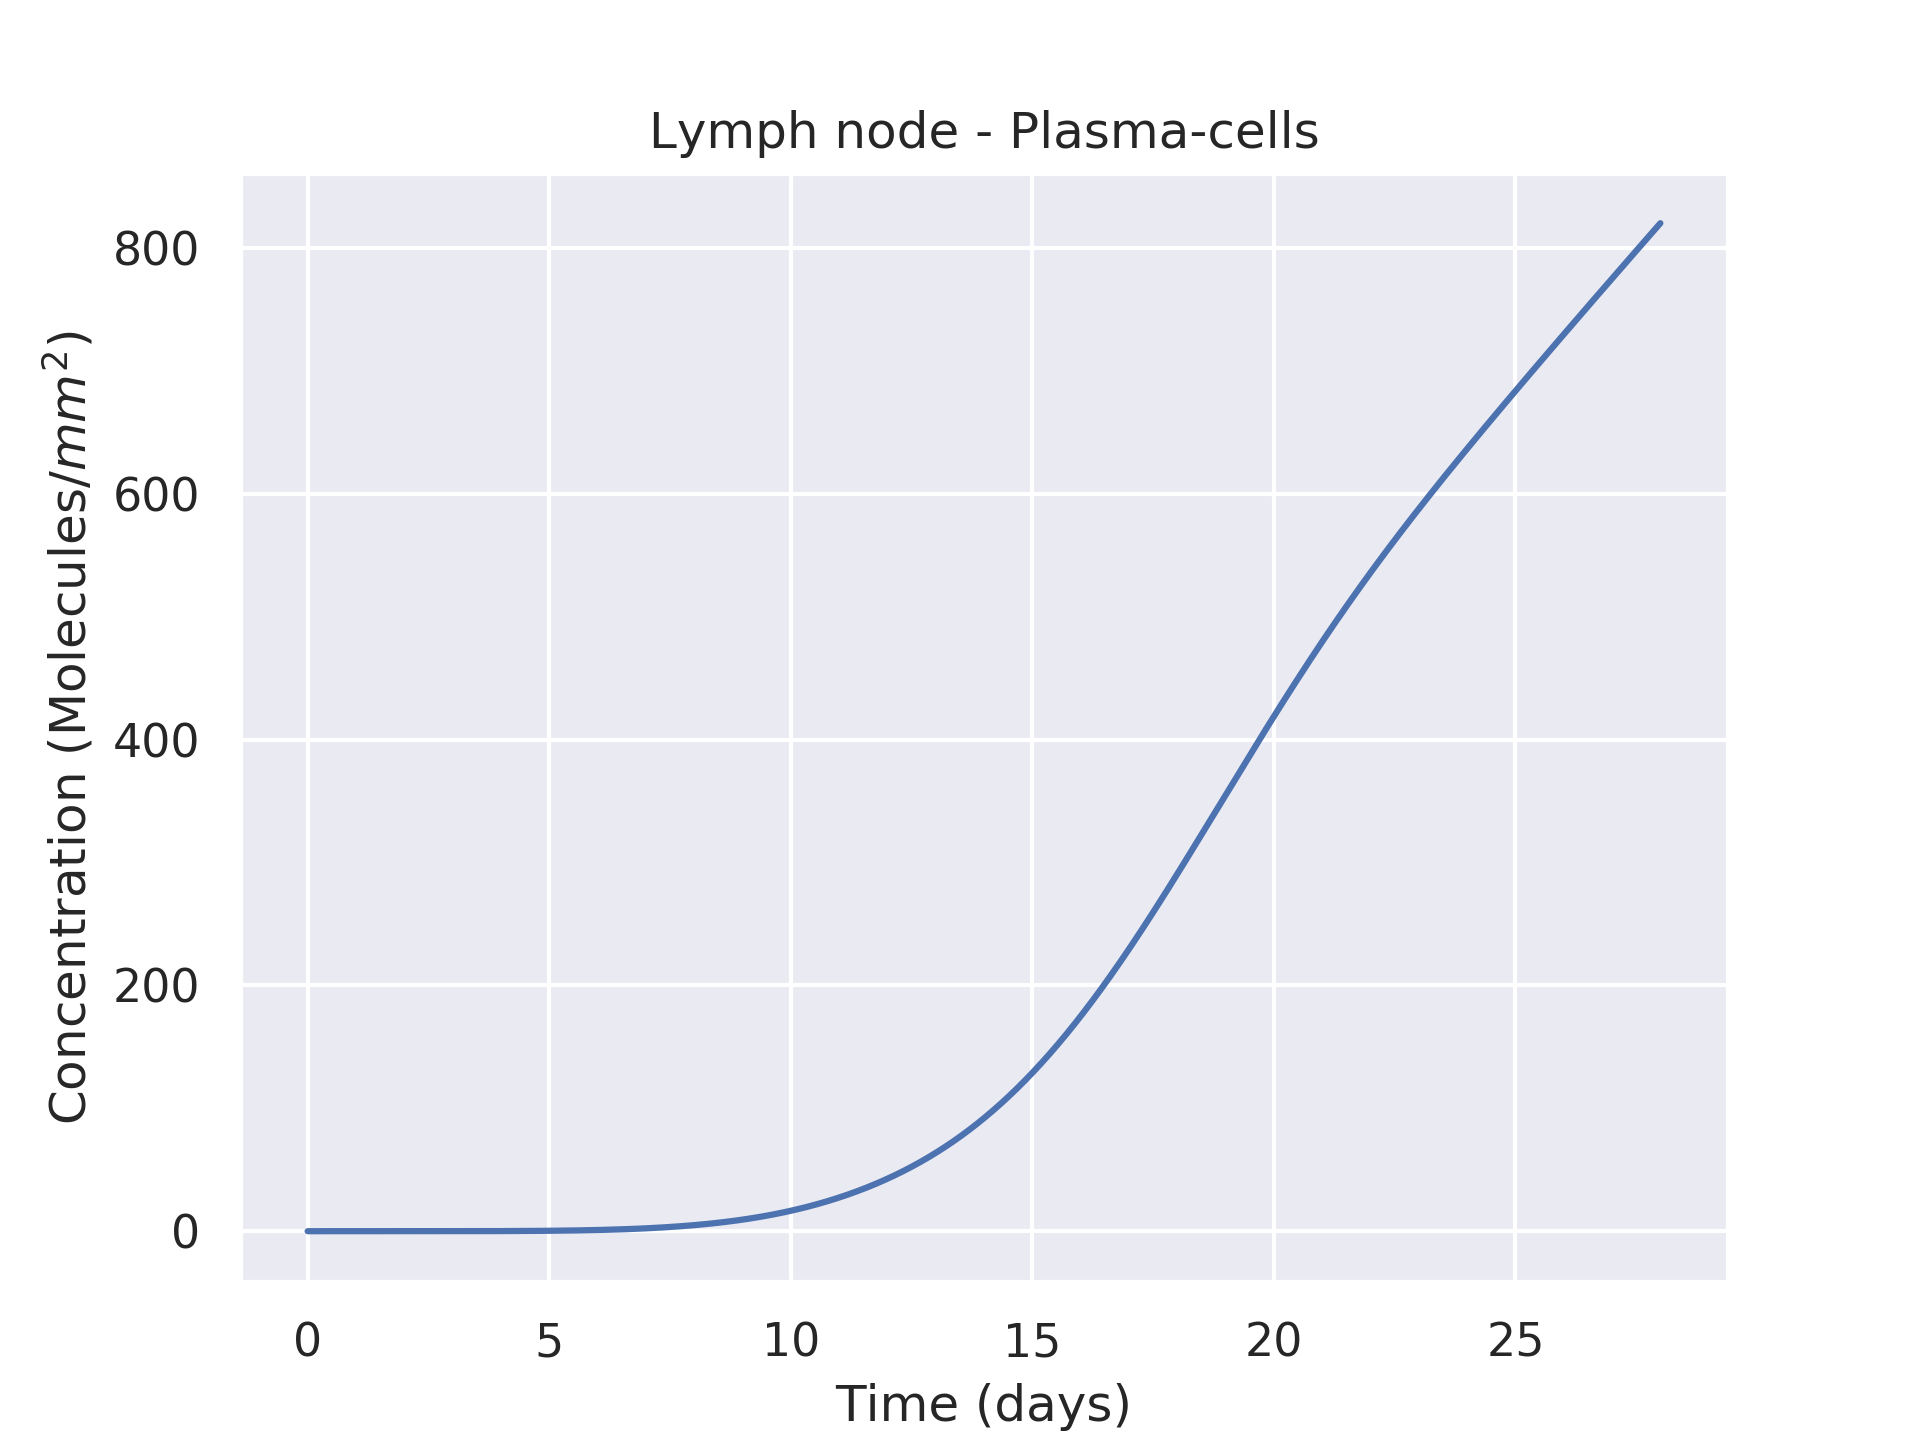 Lymph node - Plasma-cells
Concentration (Molecules/mm²)
800
600
400
200
0
0 5 10 15 20 25
Time (days)